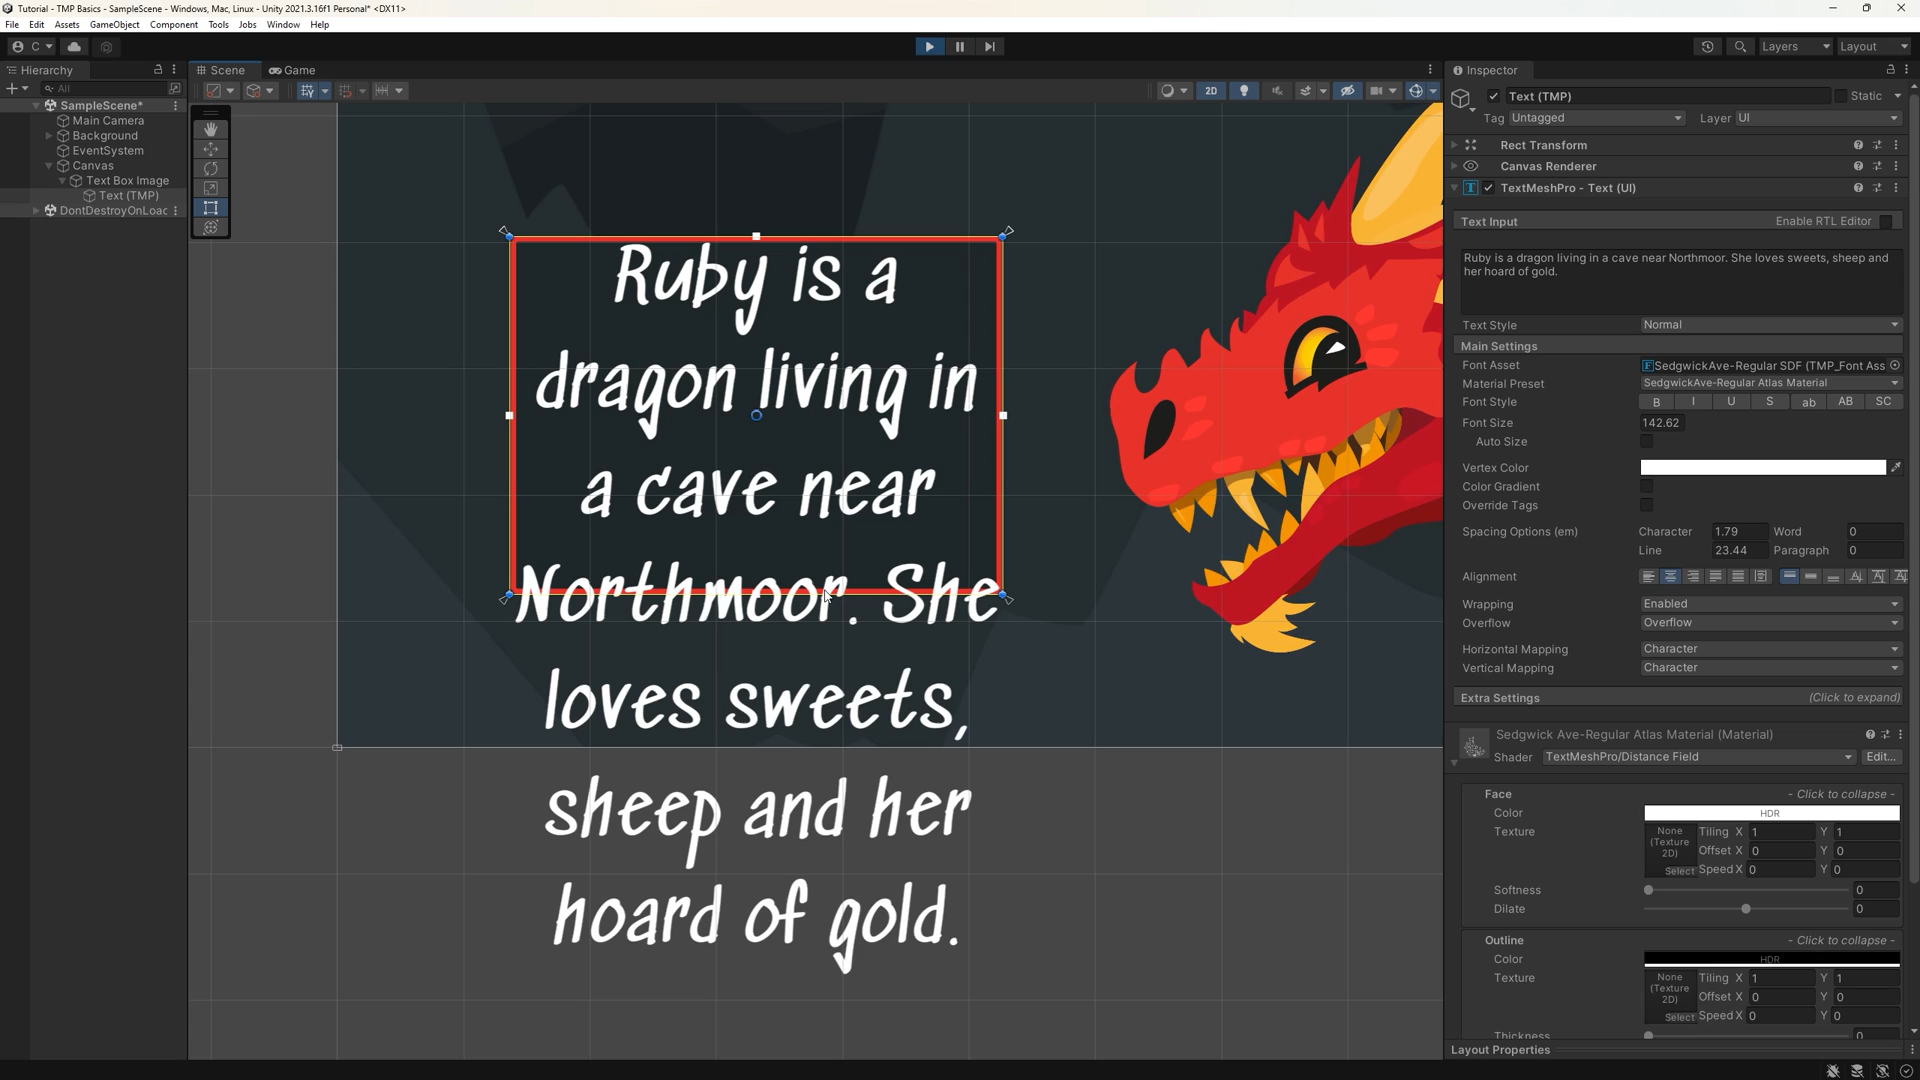 Tutorial - TMP Basics - SampleScene - Windows, Mac, Linux - Unity 2021.3.16f1 Personal* <DX11>
File Edit Assets GameObject Component Tools Jobs Window Help
C Layers Layout
Hierarchy
All
SampleScene*
Main Camera
Background
EventSystem
Canvas
Text Box Image
Text (TMP)
DontDestroyOnLoac
Scene Game
2D
Ruby is a
dragon living in
a cave near
Northmoor. She
loves sweets,
sheep and her
hoard of gold.
Inspector
Text (TMP) Static
Tag Untagged Layer UI
Rect Transform
Canvas Renderer
TextMeshPro - Text (UI)
Text Input Enable RTL Editor
Ruby is a dragon living in a cave near Northmoor. She loves sweets, sheep and
her hoard of gold.
Text Style Normal
Main Settings
Font Asset SedgwickAve-Regular SDF (TMP_Font Ass
Material Preset SedgwickAve-Regular Atlas Material
Font Style B I U S ab AB SC
Font Size 142.62
Auto Size
Vertex Color
Color Gradient
Override Tags
Spacing Options (em) Character 1.79 Word 0
Line 23.44 Paragraph 0
Alignment
Wrapping Enabled
Overflow Overflow
Horizontal Mapping Character
Vertical Mapping Character
Extra Settings (Click to expand)
Sedgwick Ave-Regular Atlas Material (Material)
Shader TextMeshPro/Distance Field Edit...
Face - Click to collapse -
Color HDR
Texture None (Texture 2D) Select Tiling X 1 Y 1
Offset X 0 Y 0
Speed X 0 Y 0
Softness 0
Dilate 0
Outline - Click to collapse -
Color HDR
Texture None (Texture 2D) Select Tiling X 1 Y 1
Offset X 0 Y 0
Speed X 0 Y 0
Thickness 0
Layout Properties